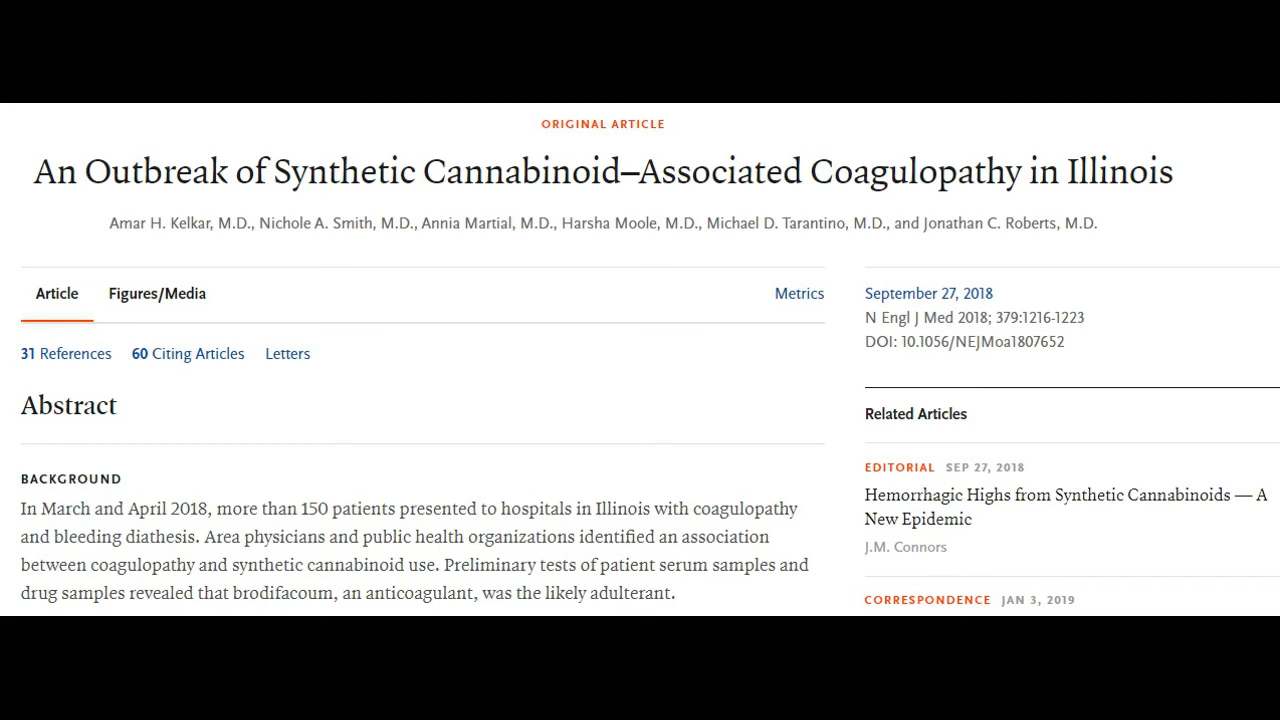 ORIGINAL ARTICLE
An Outbreak of Synthetic Cannabinoid–Associated Coagulopathy in Illinois
Amar H. Kelkar, M.D., Nichole A. Smith, M.D., Annia Martial, M.D., Harsha Moole, M.D., Michael D. Tarantino, M.D., and Jonathan C. Roberts, M.D.
Article Figures/Media Metrics
31 References 60 Citing Articles Letters
Abstract
BACKGROUND
In March and April 2018, more than 150 patients presented to hospitals in Illinois with coagulopathy
and bleeding diathesis. Area physicians and public health organizations identified an association
between coagulopathy and synthetic cannabinoid use. Preliminary tests of patient serum samples and
drug samples revealed that brodifacoum, an anticoagulant, was the likely adulterant.
September 27, 2018
N Engl J Med 2018; 379:1216-1223
DOI: 10.1056/NEJMoa1807652
Related Articles
EDITORIAL SEP 27, 2018
Hemorrhagic Highs from Synthetic Cannabinoids — A
New Epidemic
J.M. Connors
CORRESPONDENCE JAN 3, 2019